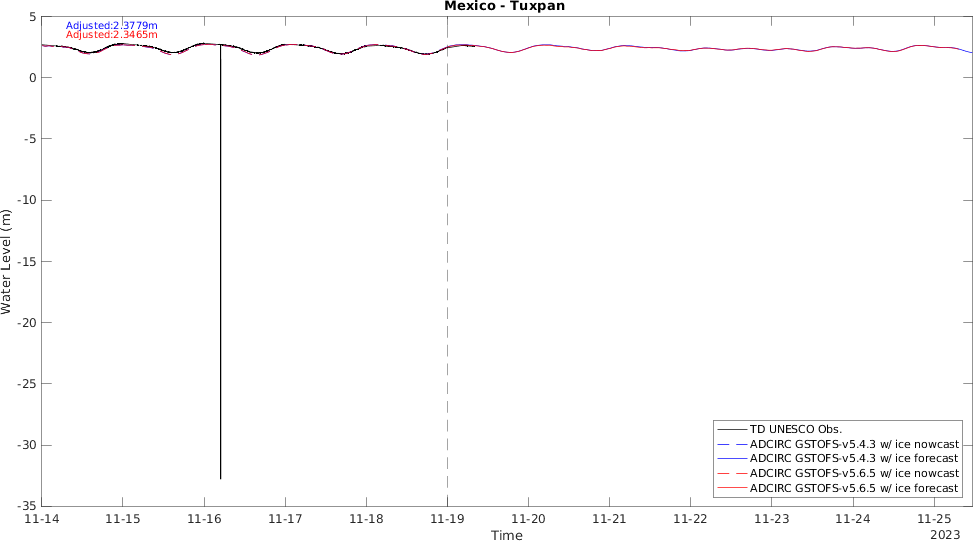 Mexico - Tuxpan
Adjusted:2.3779m
Adjusted:2.3465m
5
0
-5
-10
-15
-20
-25
-30
-35
Water Level (m)
11-14
11-15
11-16
11-17
11-18
11-19
11-20
11-21
11-22
11-23
11-24
11-25
2023
Time
TD UNESCO Obs.
ADCIRC GSTOFS-v5.4.3 w/ ice nowcast
ADCIRC GSTOFS-v5.4.3 w/ ice forecast
ADCIRC GSTOFS-v5.6.5 w/ ice nowcast
ADCIRC GSTOFS-v5.6.5 w/ ice forecast